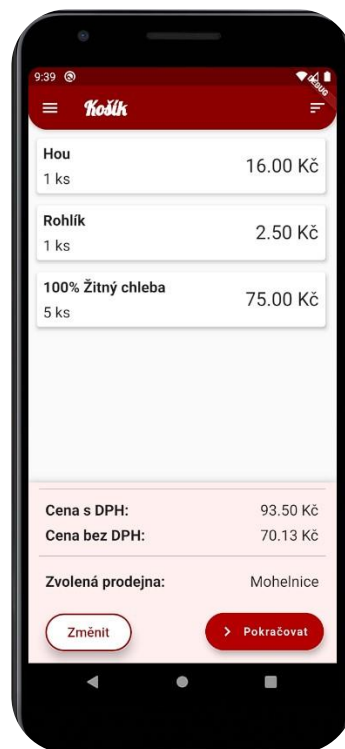 9:39
DEBUG
Košík
Hou
1 ks
16.00 Kč
Rohlík
1 ks
2.50 Kč
100% Žitný chleba
5 ks
75.00 Kč
Cena s DPH: 93.50 Kč
Cena bez DPH: 70.13 Kč
Zvolená prodejna: Mohelnice
Změnit
Pokračovat